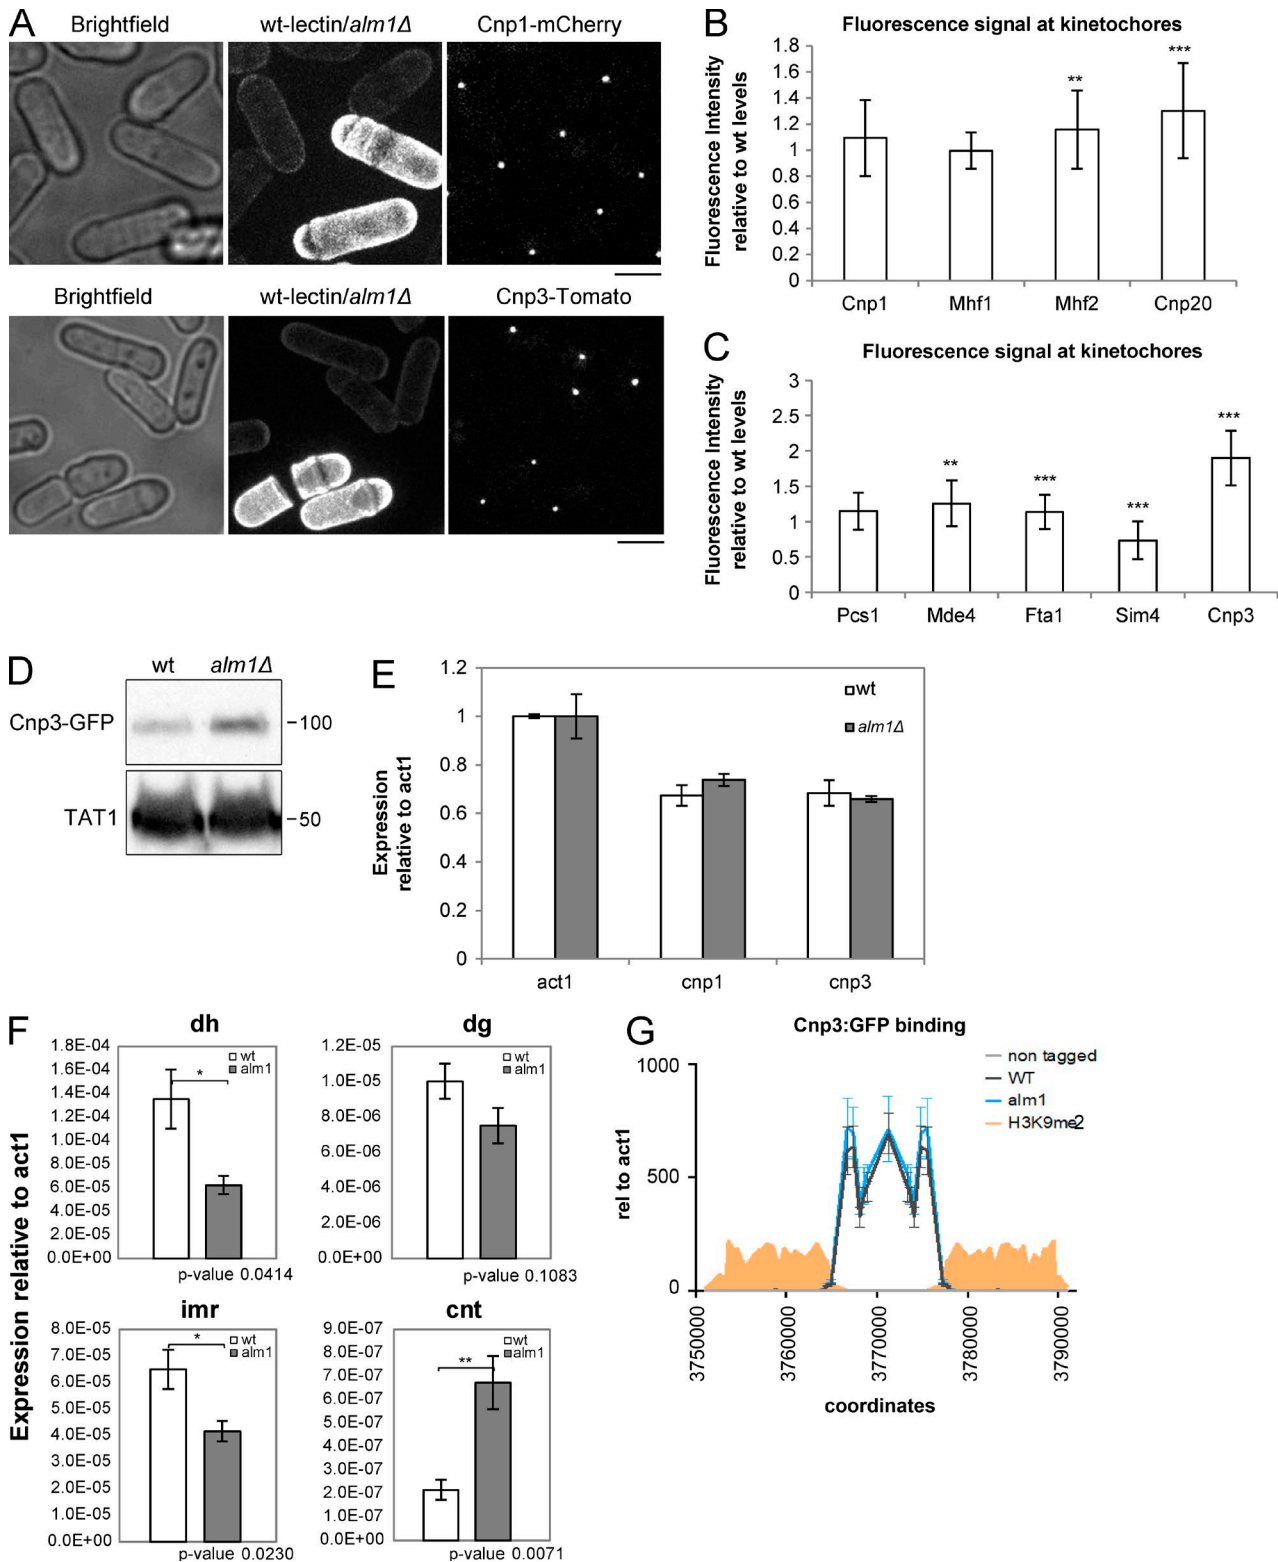 A
Brightfield
wt-lectin/alm1Δ
Cnp1-mCherry
Brightfield
wt-lectin/alm1Δ
Cnp3-Tomato
B
Fluorescence signal at kinetochores
Fluorescence Intensity
relative to wt levels
1.8
1.6
1.4
1.2
1
0.8
0.6
0.4
0.2
0
**
***
Cnp1
Mhf1
Mhf2
Cnp20
C
Fluorescence signal at kinetochores
Fluorescence Intensity
relative to wt levels
3
2.5
2
1.5
1
0.5
0
**
***
***
***
Pcs1
Mde4
Fta1
Sim4
Cnp3
D
wt
alm1Δ
Cnp3-GFP
-100
TAT1
-50
E
Expression
relative to act1
1.2
1
0.8
0.6
0.4
0.2
0
wt
alm1Δ
act1
cnp1
cnp3
F
Expression relative to act1
dh
1.8E-04
1.6E-04
1.4E-04
1.2E-04
1.0E-04
8.0E-05
6.0E-05
4.0E-05
2.0E-05
0.0E+00
wt
alm1
*
p-value 0.0414
dg
1.2E-05
1.0E-05
8.0E-06
6.0E-06
4.0E-06
2.0E-06
0.0E+00
wt
alm1
p-value 0.1083
imr
8.0E-05
7.0E-05
6.0E-05
5.0E-05
4.0E-05
3.0E-05
2.0E-05
1.0E-05
0.0E+00
wt
alm1
*
p-value 0.0230
cnt
9.0E-07
8.0E-07
7.0E-07
6.0E-07
5.0E-07
4.0E-07
3.0E-07
2.0E-07
1.0E-07
0.0E+00
wt
alm1
**
p-value 0.0071
G
Cnp3:GFP binding
non tagged
WT
alm1
H3K9me2
rel to act1
1000
500
0
3750000
3760000
3770000
3780000
3790000
coordinates